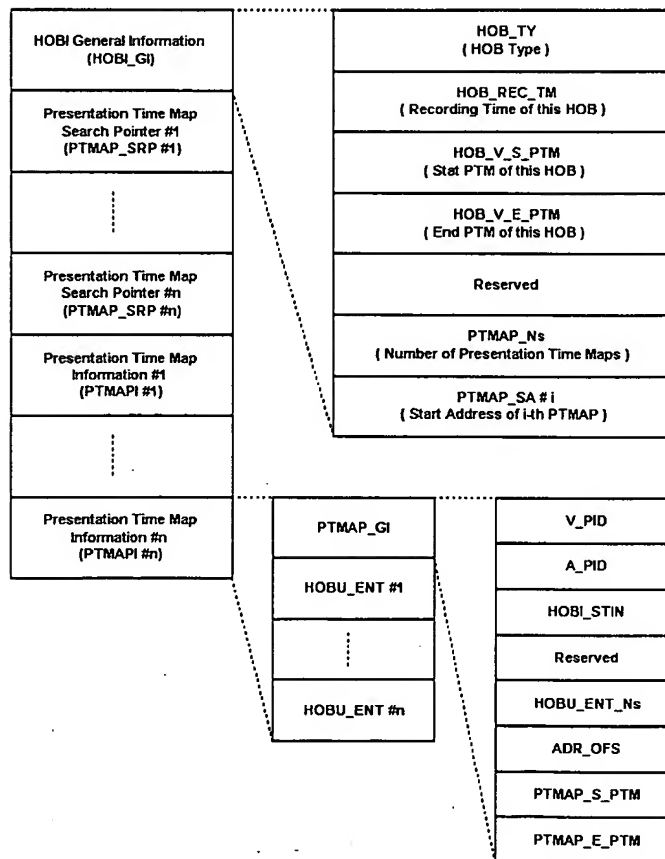 HOBI General Information
(HOBI_GI)
Presentation Time Map
Search Pointer #1
(PTMAP_SRP #1)
Presentation Time Map
Search Pointer #n
(PTMAP_SRP #n)
Presentation Time Map
Information #1
(PTMAPI #1)
Presentation Time Map
Information #n
(PTMAPI #n)
HOB_TY
( HOB Type )
HOB_REC_TM
( Recording Time of this HOB )
HOB_V_S_PTM
( Stat PTM of this HOB )
HOB_V_E_PTM
( End PTM of this HOB )
Reserved
PTMAP_Ns
( Number of Presentation Time Maps )
PTMAP_SA # i
( Start Address of i-th PTMAP )
PTMAP_GI
HOBU_ENT #1
HOBU_ENT #n
V_PID
A_PID
HOBI_STIN
Reserved
HOBU_ENT_Ns
ADR_OFS
PTMAP_S_PTM
PTMAP_E_PTM